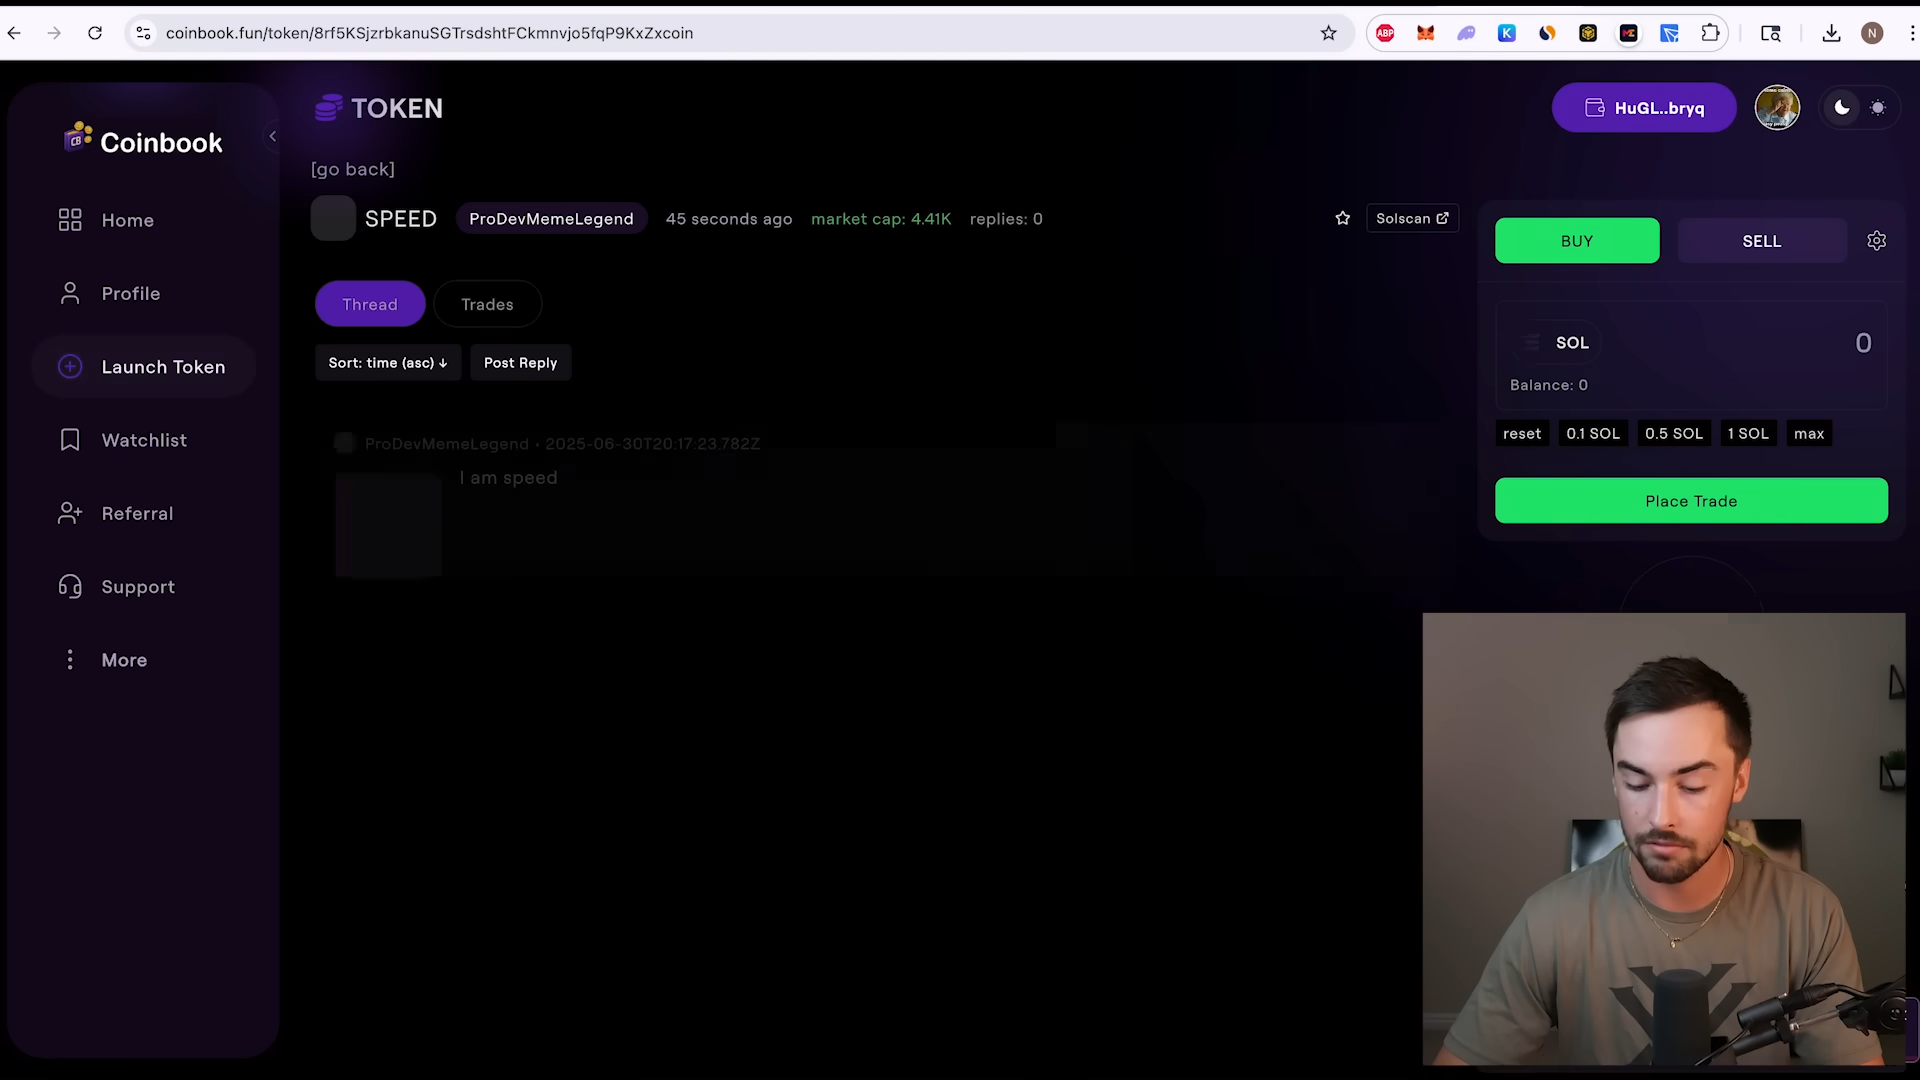 coinbook.fun/token/8rf5KSjzrbkanuSGTrsdshtFCkmnvjo5fqP9KxZxcoin
ABP
K
N
CB
Coinbook
TOKEN
HuGL..bryq
[go back]
Home
SPEED
ProDevMemeLegend
45 seconds ago
market cap: 4.41K
replies: 0
Solscan
BUY
SELL
Profile
Thread
Trades
SOL
0
Launch Token
Sort: time (asc) ↓
Post Reply
Balance: 0
reset
0.1 SOL
0.5 SOL
1 SOL
max
Watchlist
ProDevMemeLegend • 2025-06-30T20:17:23.782Z
I am speed
Place Trade
Referral
Support
More